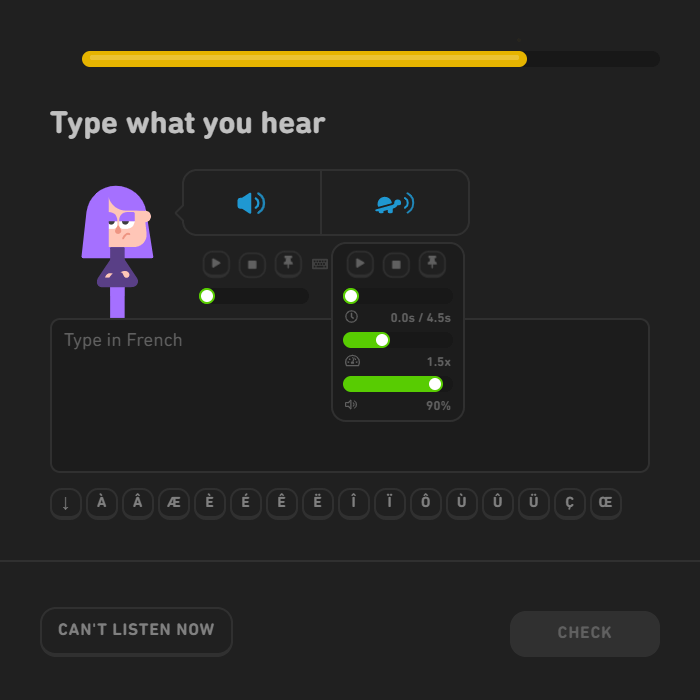 Type what you hear
0.0s / 4.5s
1.5x
90%
Type in French
↓ À Â Æ È É Ê Ë Î Ï Ô Ù Û Ü Ç Œ
CAN'T LISTEN NOW
CHECK